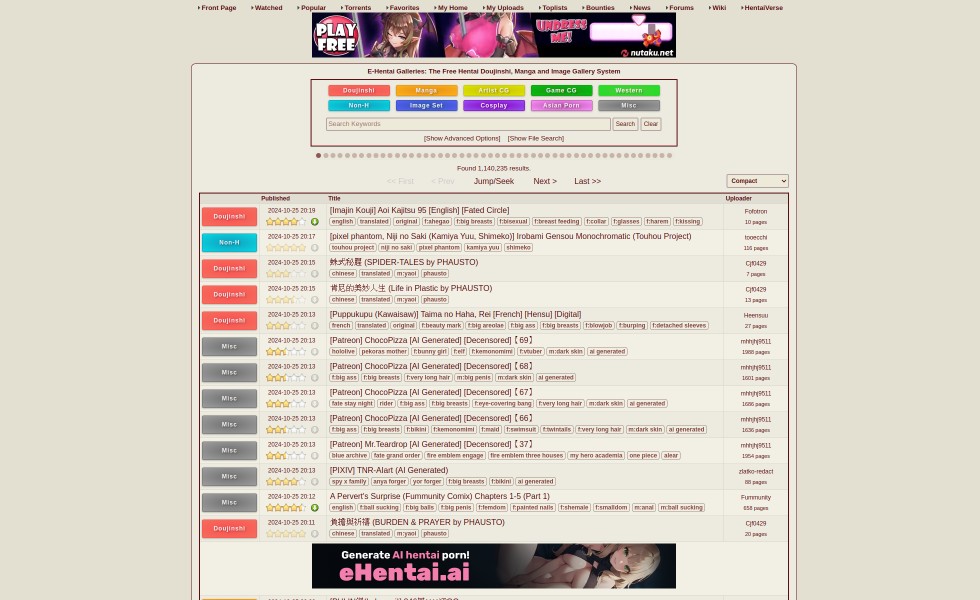 Front Page Watched Popular Torrents Favorites My Home My Uploads Toplists Bounties News Forums Wiki HentaiVerse
PLAY FREE UNDRESS ME! nutaku.net
E-Hentai Galleries: The Free Hentai Doujinshi, Manga and Image Gallery System
Doujinshi Manga Artist CG Game CG Western
Non-H Image Set Cosplay Asian Porn Misc
Search Keywords Search Clear
[Show Advanced Options] [Show File Search]
Found 1,140,235 results.
<< First < Prev Jump/Seek Next > Last >> Compact
Published Title Uploader
Doujinshi 2024-10-25 20:19 [Imajin Kouji] Aoi Kajitsu 95 [English] [Fated Circle] Fofotron
english translated original f:ahegao f:big breasts f:bisexual f:breast feeding f:collar f:glasses f:harem f:kissing 10 pages
Non-H 2024-10-25 20:17 [pixel phantom, Niji no Saki (Kamiya Yuu, Shimeko)] Irobami Gensou Monochromatic (Touhou Project) tooecchi
touhou project niji no saki pixel phantom kamiya yuu shimeko 116 pages
Doujinshi 2024-10-25 20:15 (SPIDER-TALES by PHAUSTO) Cjf0429
chinese translated m:yaoi phausto 7 pages
Doujinshi 2024-10-25 20:15 肯尼的美妙人生 (Life in Plastic by PHAUSTO) Cjf0429
chinese translated m:yaoi phausto 13 pages
Doujinshi 2024-10-25 20:13 [Puppukupu (Kawaisaw)] Taima no Haha, Rei [French] [Hensu] [Digital] Heensuu
french translated original f:beauty mark f:big areolae f:big ass f:big breasts f:blowjob f:burping f:detached sleeves 27 pages
Misc 2024-10-25 20:13 [Patreon] ChocoPizza [AI Generated] [Decensored]【69】 mhhjhj9511
hololive pekoras mother f:bunny girl f:elf f:kemonomimi f:vtuber m:dark skin ai generated 1988 pages
Misc 2024-10-25 20:13 [Patreon] ChocoPizza [AI Generated] [Decensored]【68】 mhhjhj9511
f:big ass f:big breasts f:very long hair m:big penis m:dark skin ai generated 1601 pages
Misc 2024-10-25 20:13 [Patreon] ChocoPizza [AI Generated] [Decensored]【67】 mhhjhj9511
fate stay night rider f:big ass f:big breasts f:eye-covering bang f:very long hair m:dark skin ai generated 1686 pages
Misc 2024-10-25 20:13 [Patreon] ChocoPizza [AI Generated] [Decensored]【66】 mhhjhj9511
f:big ass f:big breasts f:bikini f:kemonomimi f:maid f:swimsuit f:twintails f:very long hair m:dark skin ai generated 1636 pages
Misc 2024-10-25 20:13 [Patreon] Mr.Teardrop [AI Generated] [Decensored]【37】 mhhjhj9511
blue archive fate grand order fire emblem engage fire emblem three houses my hero academia one piece alear 1954 pages
Misc 2024-10-25 20:13 [PIXIV] TNR-AIart (AI Generated) zlatko-redact
spy x family anya forger yor forger f:big breasts f:bikini ai generated 88 pages
Misc 2024-10-25 20:12 A Pervert's Surprise (Fummunity Comix) Chapters 1-5 (Part 1) Fummunity
english f:ball sucking f:big balls f:big penis f:femdom f:painted nails f:shemale f:smalldom m:anal m:ball sucking 658 pages
Doujinshi 2024-10-25 20:11 負擔與祈禱 (BURDEN & PRAYER by PHAUSTO) Cjf0429
chinese translated m:yaoi phausto 20 pages
Generate AI hentai porn!
eHentai.ai